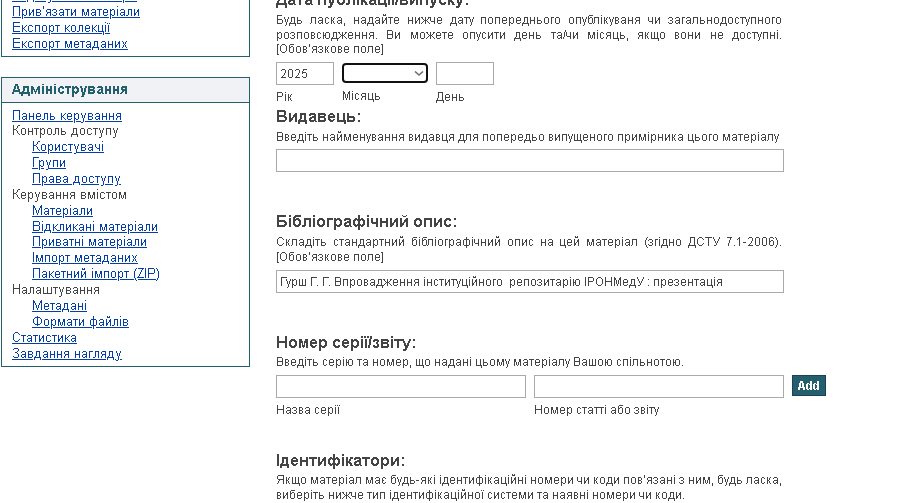 Прив'язати матеріали
Експорт колекції
Експорт метаданих
Адміністрування
Панель керування
Контроль доступу
Користувачі
Групи
Права доступу
Керування вмістом
Матеріали
Відкликані матеріали
Приватні матеріали
Імпорт метаданих
Пакетний імпорт (ZIP)
Налаштування
Метадані
Формати файлів
Статистика
Завдання нагляду
Дата публікації/випуску:
Будь ласка, надайте нижче дату попереднього опублікуваня чи загальнодоступного
розповсюдження. Ви можете опусити день та/чи місяць, якщо вони не доступні.
[Обов'язкове поле]
2025
Рік Місяць День
Видавець:
Введіть найменування видавця для попередьо випущеного примірника цього матеріалу
Бібліографічний опис:
Складіть стандартний бібліографічний опис на цей матеріал (згідно ДСТУ 7.1-2006).
[Обов'язкове поле]
Гурш Г. Г. Впровадження інституційного репозитарію ІРОНМедУ : презентація
Номер серії/звіту:
Введіть серію та номер, що надані цьому матеріалу Вашою спільнотою.
Add
Назва серії Номер статті або звіту
Ідентифікатори:
Якщо матеріал має будь-які ідентифікаційні номери чи коди пов'язані з ним, будь ласка,
виберіть нижче тип ідентифікаційної системи та наявні номери чи коди.